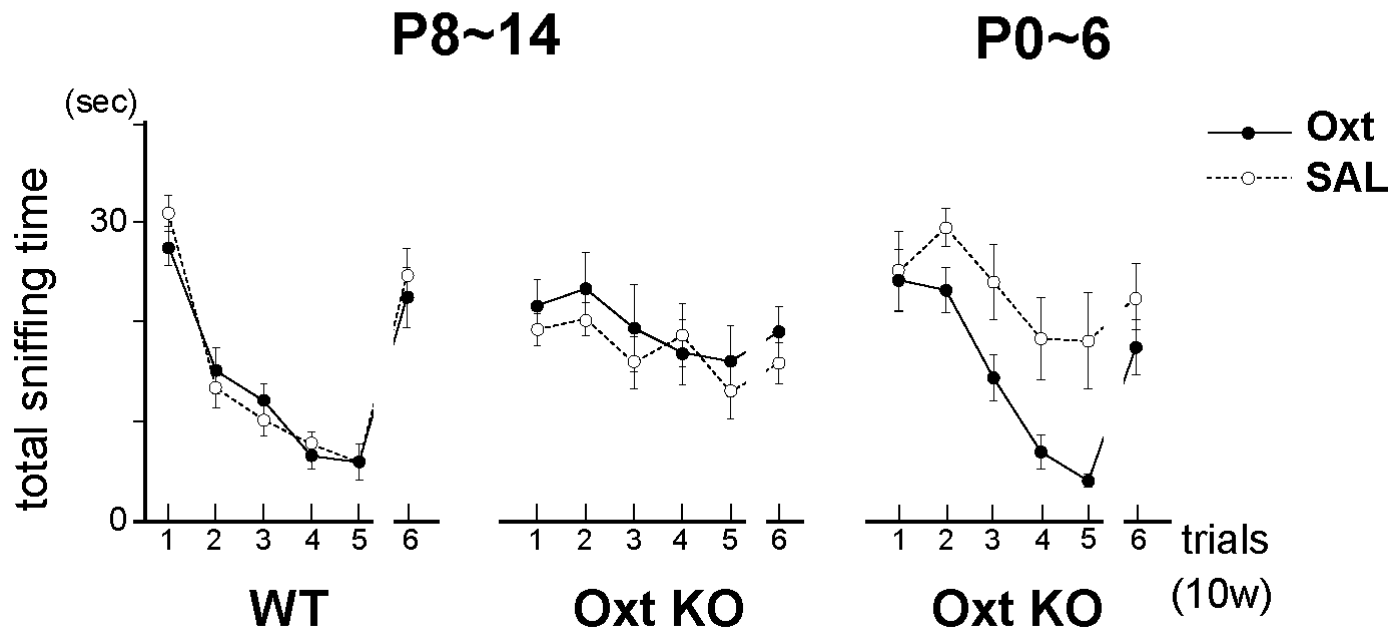 P8~14
P0~6
(sec)
Oxt
SAL
total sniffing time
30
0
1 2 3 4 5 6
1 2 3 4 5 6
1 2 3 4 5 6
trials
(10w)
WT
Oxt KO
Oxt KO